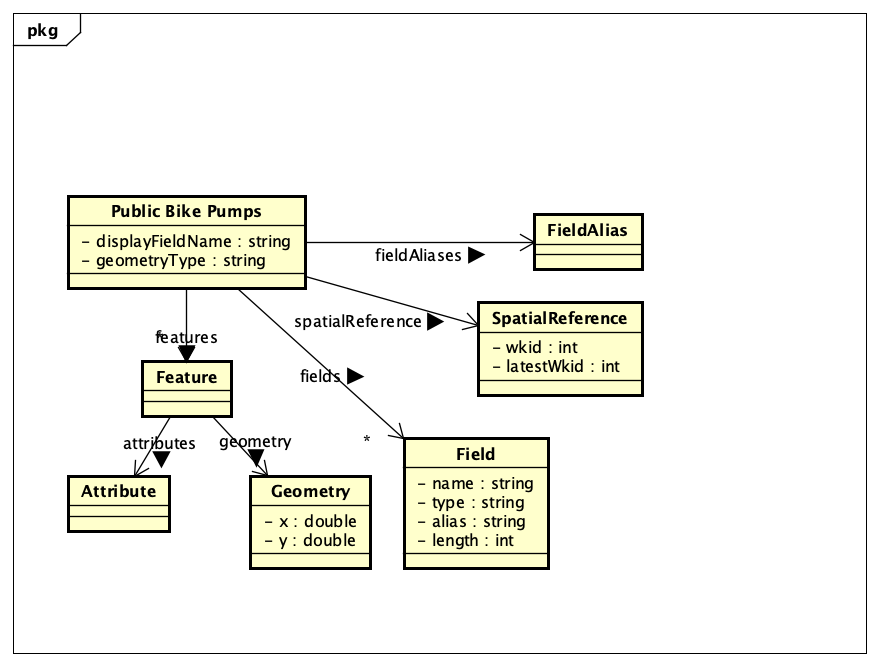 pkg
Public Bike Pumps
- displayFieldName : string
- geometryType : string
FieldAlias
fieldAliases
SpatialReference
- wkid : int
- latestWkid : int
spatialReference
*
features
fields
Feature
attributes
geometry
*
Attribute
Geometry
- x : double
- y : double
Field
- name : string
- type : string
- alias : string
- length : int